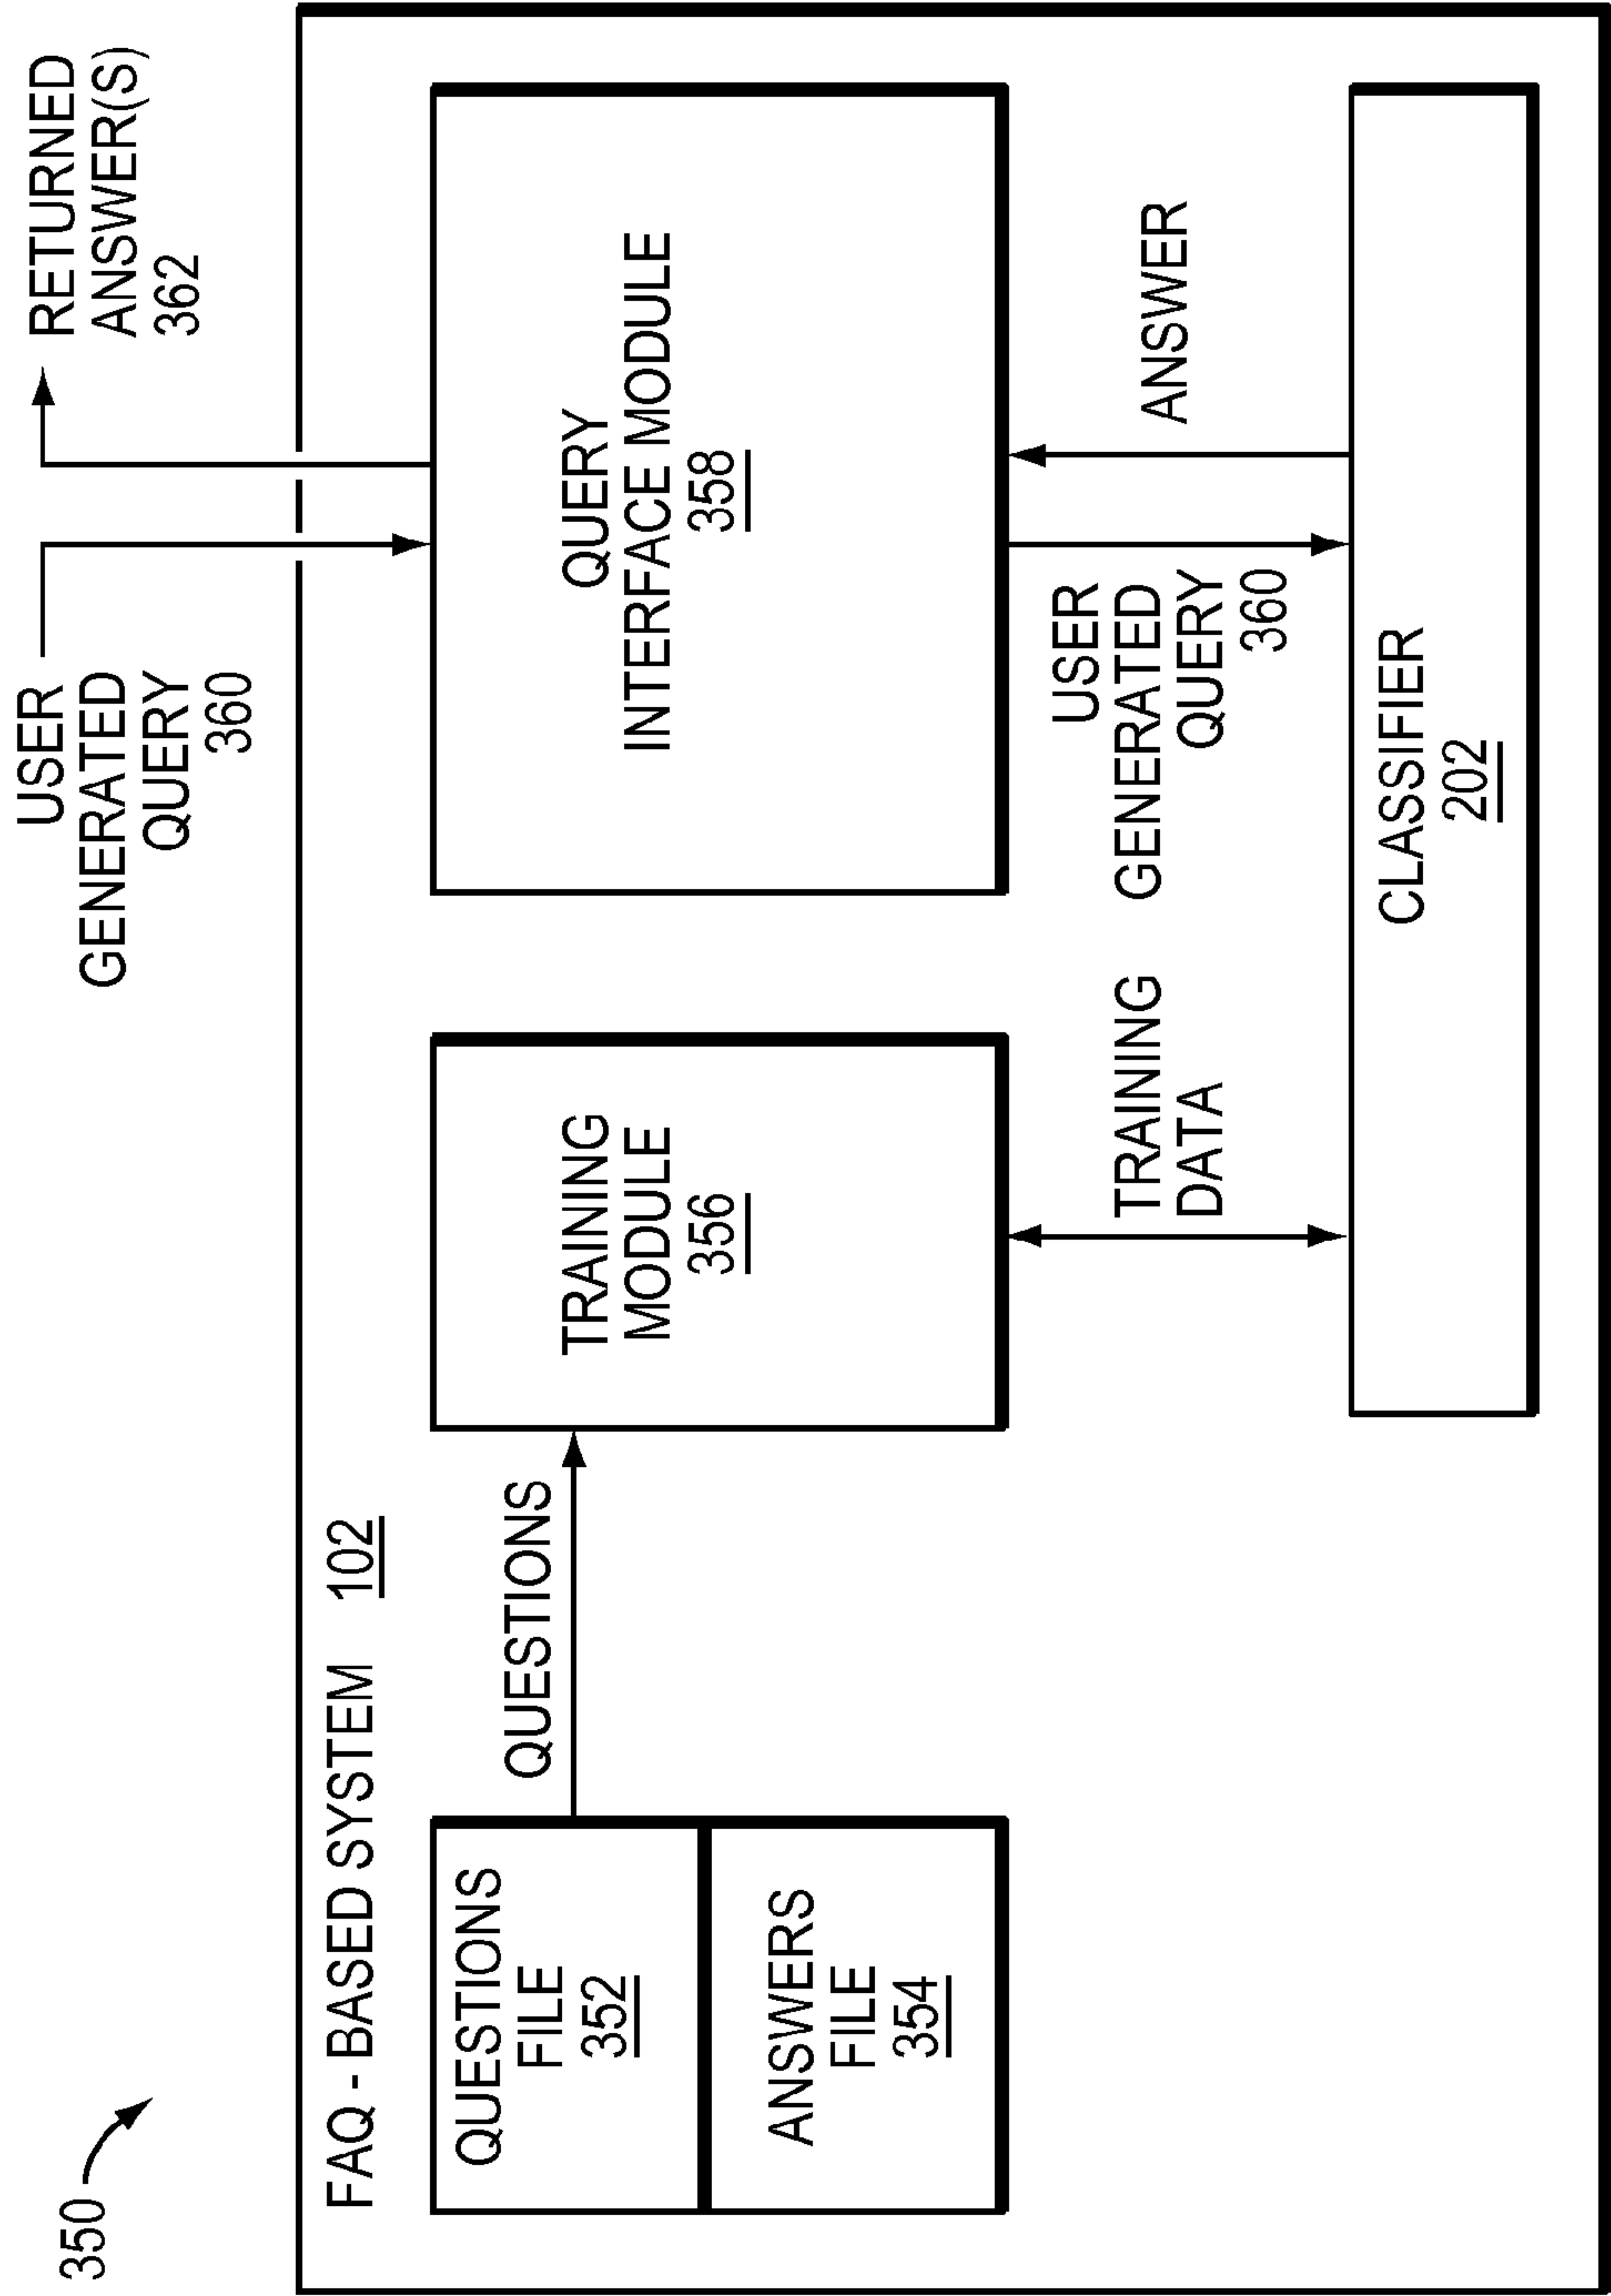 350
USER
GENERATED
QUERY
360
RETURNED
ANSWER(S)
362
FAQ - BASED SYSTEM 102
QUESTIONS
FILE
352
ANSWERS
FILE
354
QUESTIONS
TRAINING
MODULE
356
QUERY
INTERFACE MODULE
358
TRAINING
DATA
USER
GENERATED
QUERY
360
ANSWER
CLASSIFIER
202